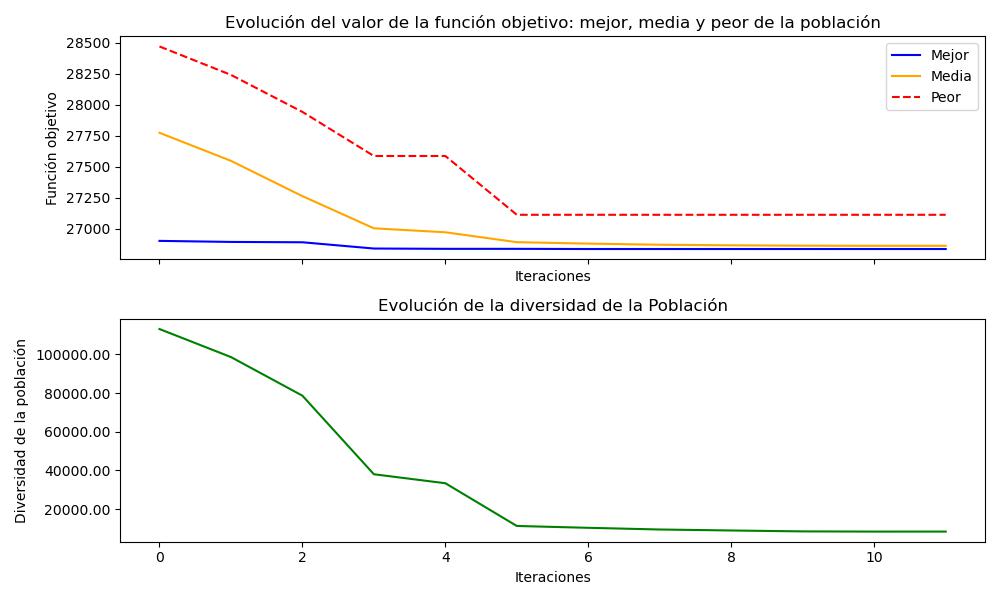 Evolución del valor de la función objetivo: mejor, media y peor de la población
28500
28250
28000
27750
27500
27250
27000
Función objetivo
Mejor
Media
Peor
Iteraciones
Evolución de la diversidad de la Población
100000.00
80000.00
60000.00
40000.00
20000.00
Diversidad de la población
0 2 4 6 8 10
Iteraciones